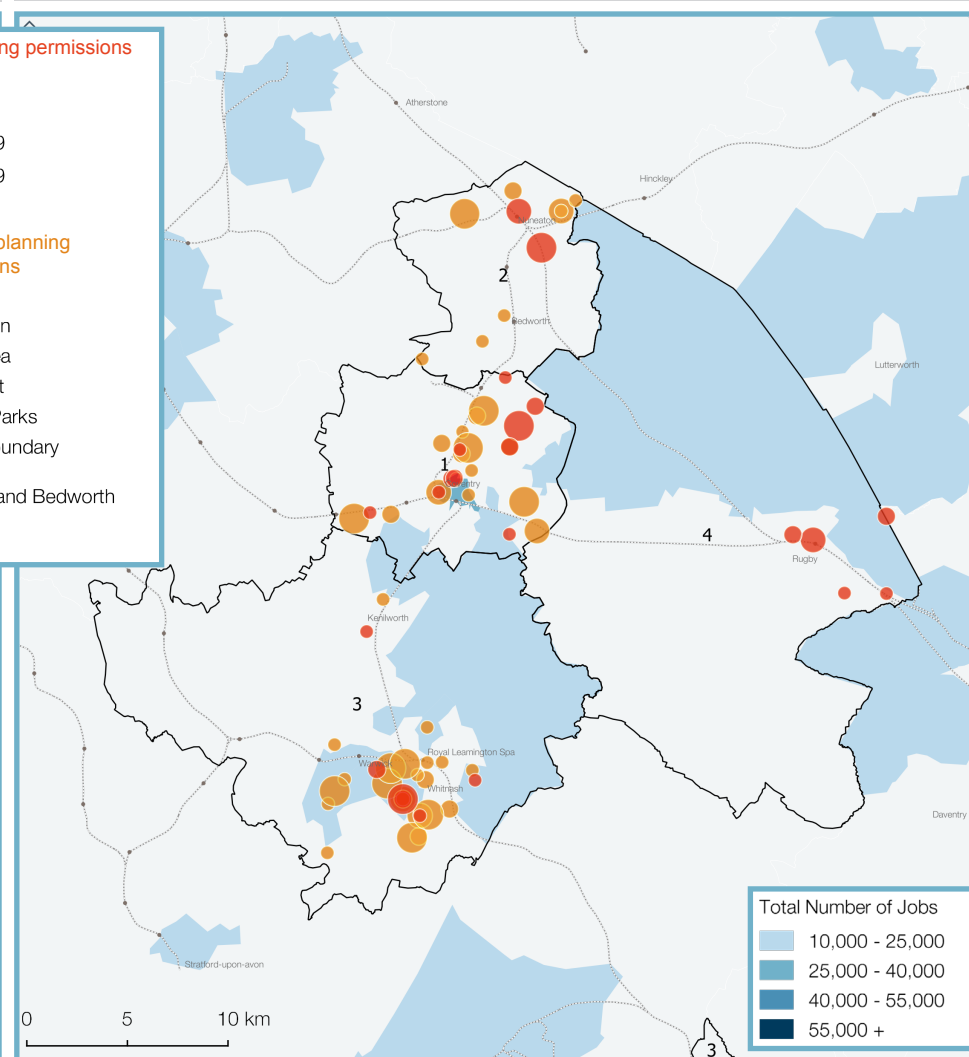 ng permissions
9
9
planning
ns
n
a
t
Parks
undary
and Bedworth
Atherstone
Hinckley
Nuneaton
2
Bedworth
Lutterworth
1
4
Rugby
Kenilworth
3
Royal Leamington Spa
Whitnash
Daventry
Stratford-upon-avon
Total Number of Jobs
10,000 - 25,000
25,000 - 40,000
40,000 - 55,000
55,000 +
0 5 10 km
3